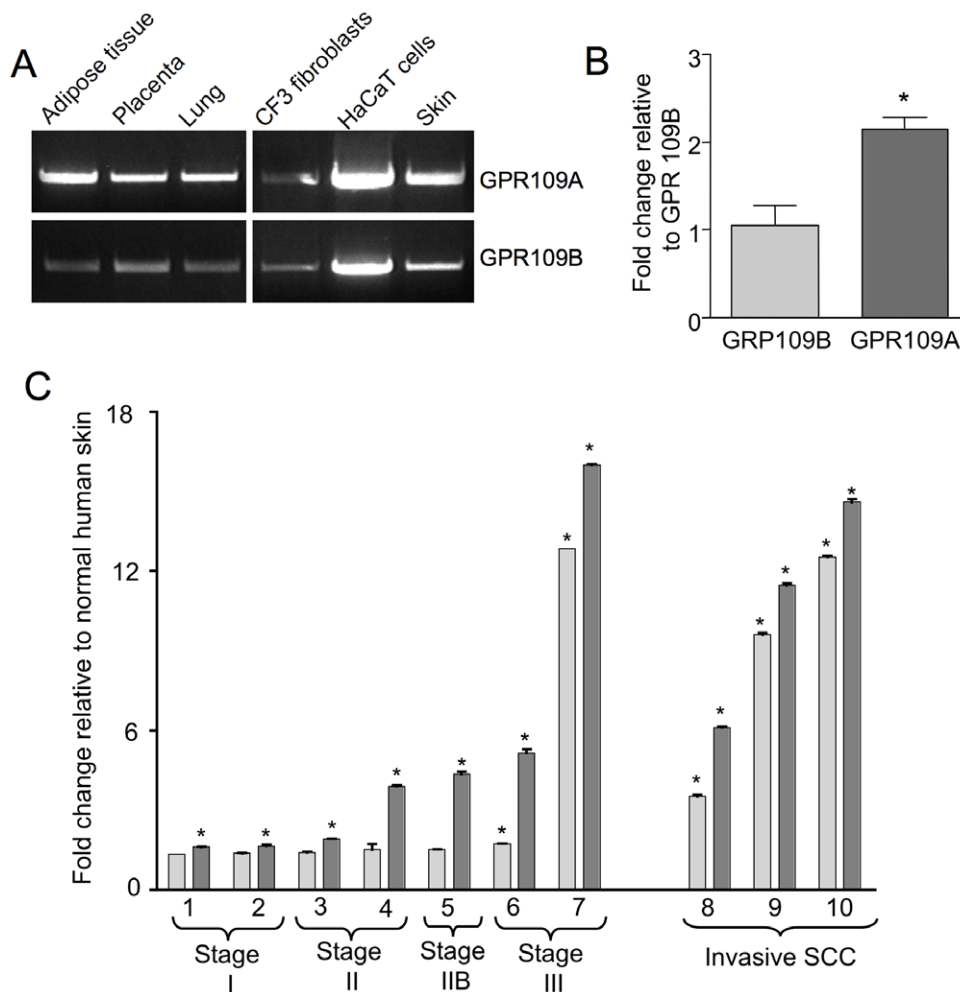 A
Adipose tissue
Placenta
Lung
CF3 fibroblasts
HaCaT cells
Skin
GPR109A
GPR109B
B
Fold change relative
to GPR 109B
3
2
1
0
*
GRP109B
GPR109A
C
Fold change relative to normal human skin
18
12
6
0
* * * * * * * * * * * * * * *
1 2 3 4 5 6 7 8 9 10
Stage
I
Stage
II
Stage
IIB
Stage
III
Invasive SCC